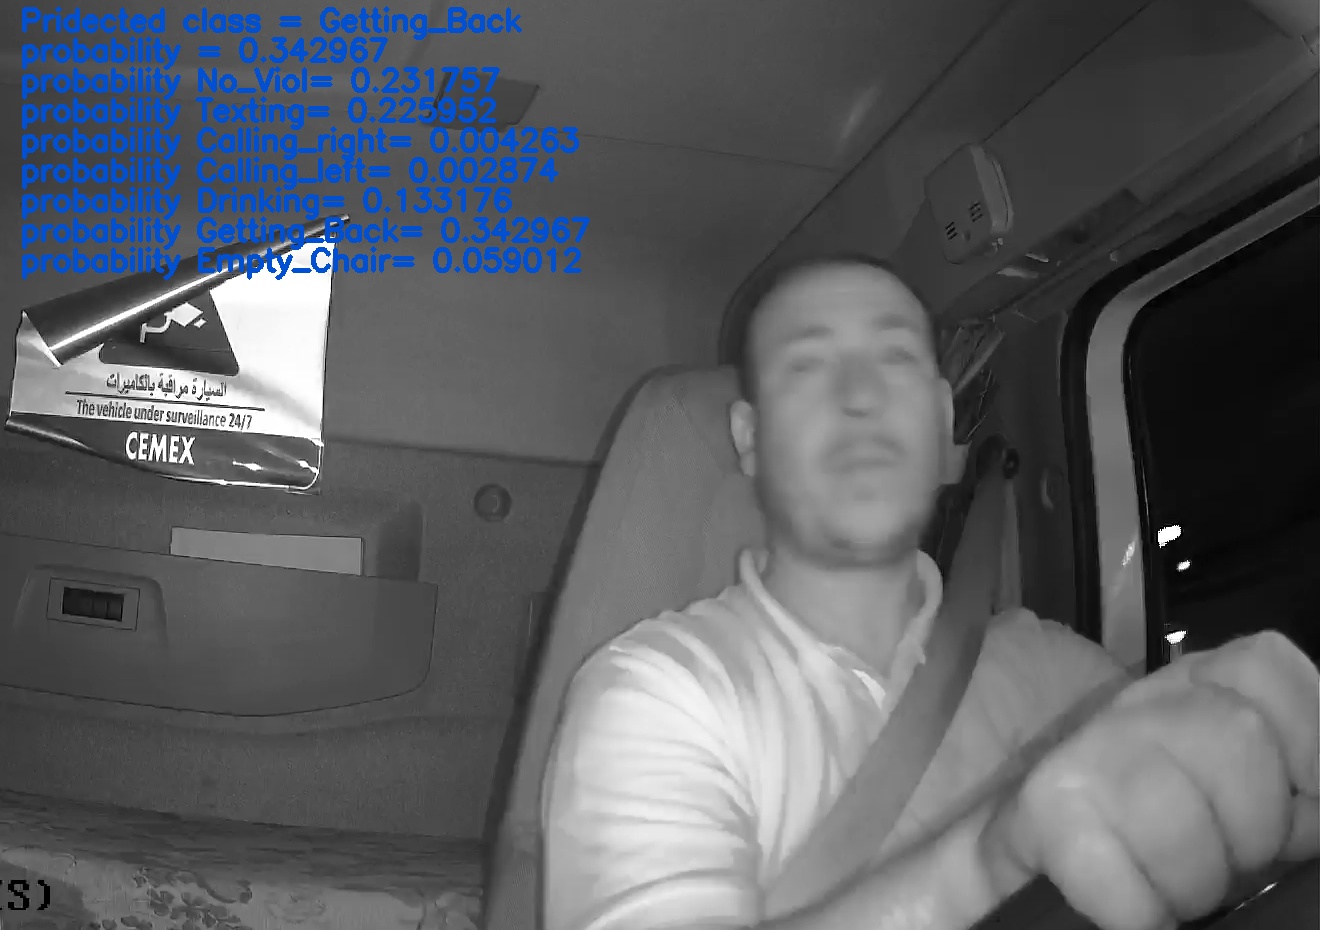 Pridected class = Getting_Back
probability = 0.342967
probability No_Viol= 0.231757
probability Texting= 0.225952
probability Calling_right= 0.004263
probability Calling_left= 0.002874
probability Drinking= 0.133176
probability Getting_Back= 0.342967
probability Empty_Chair= 0.059012
السيارة مراقبة بالكاميرات
The vehicle under surveillance 24/7
CEMEX
S)